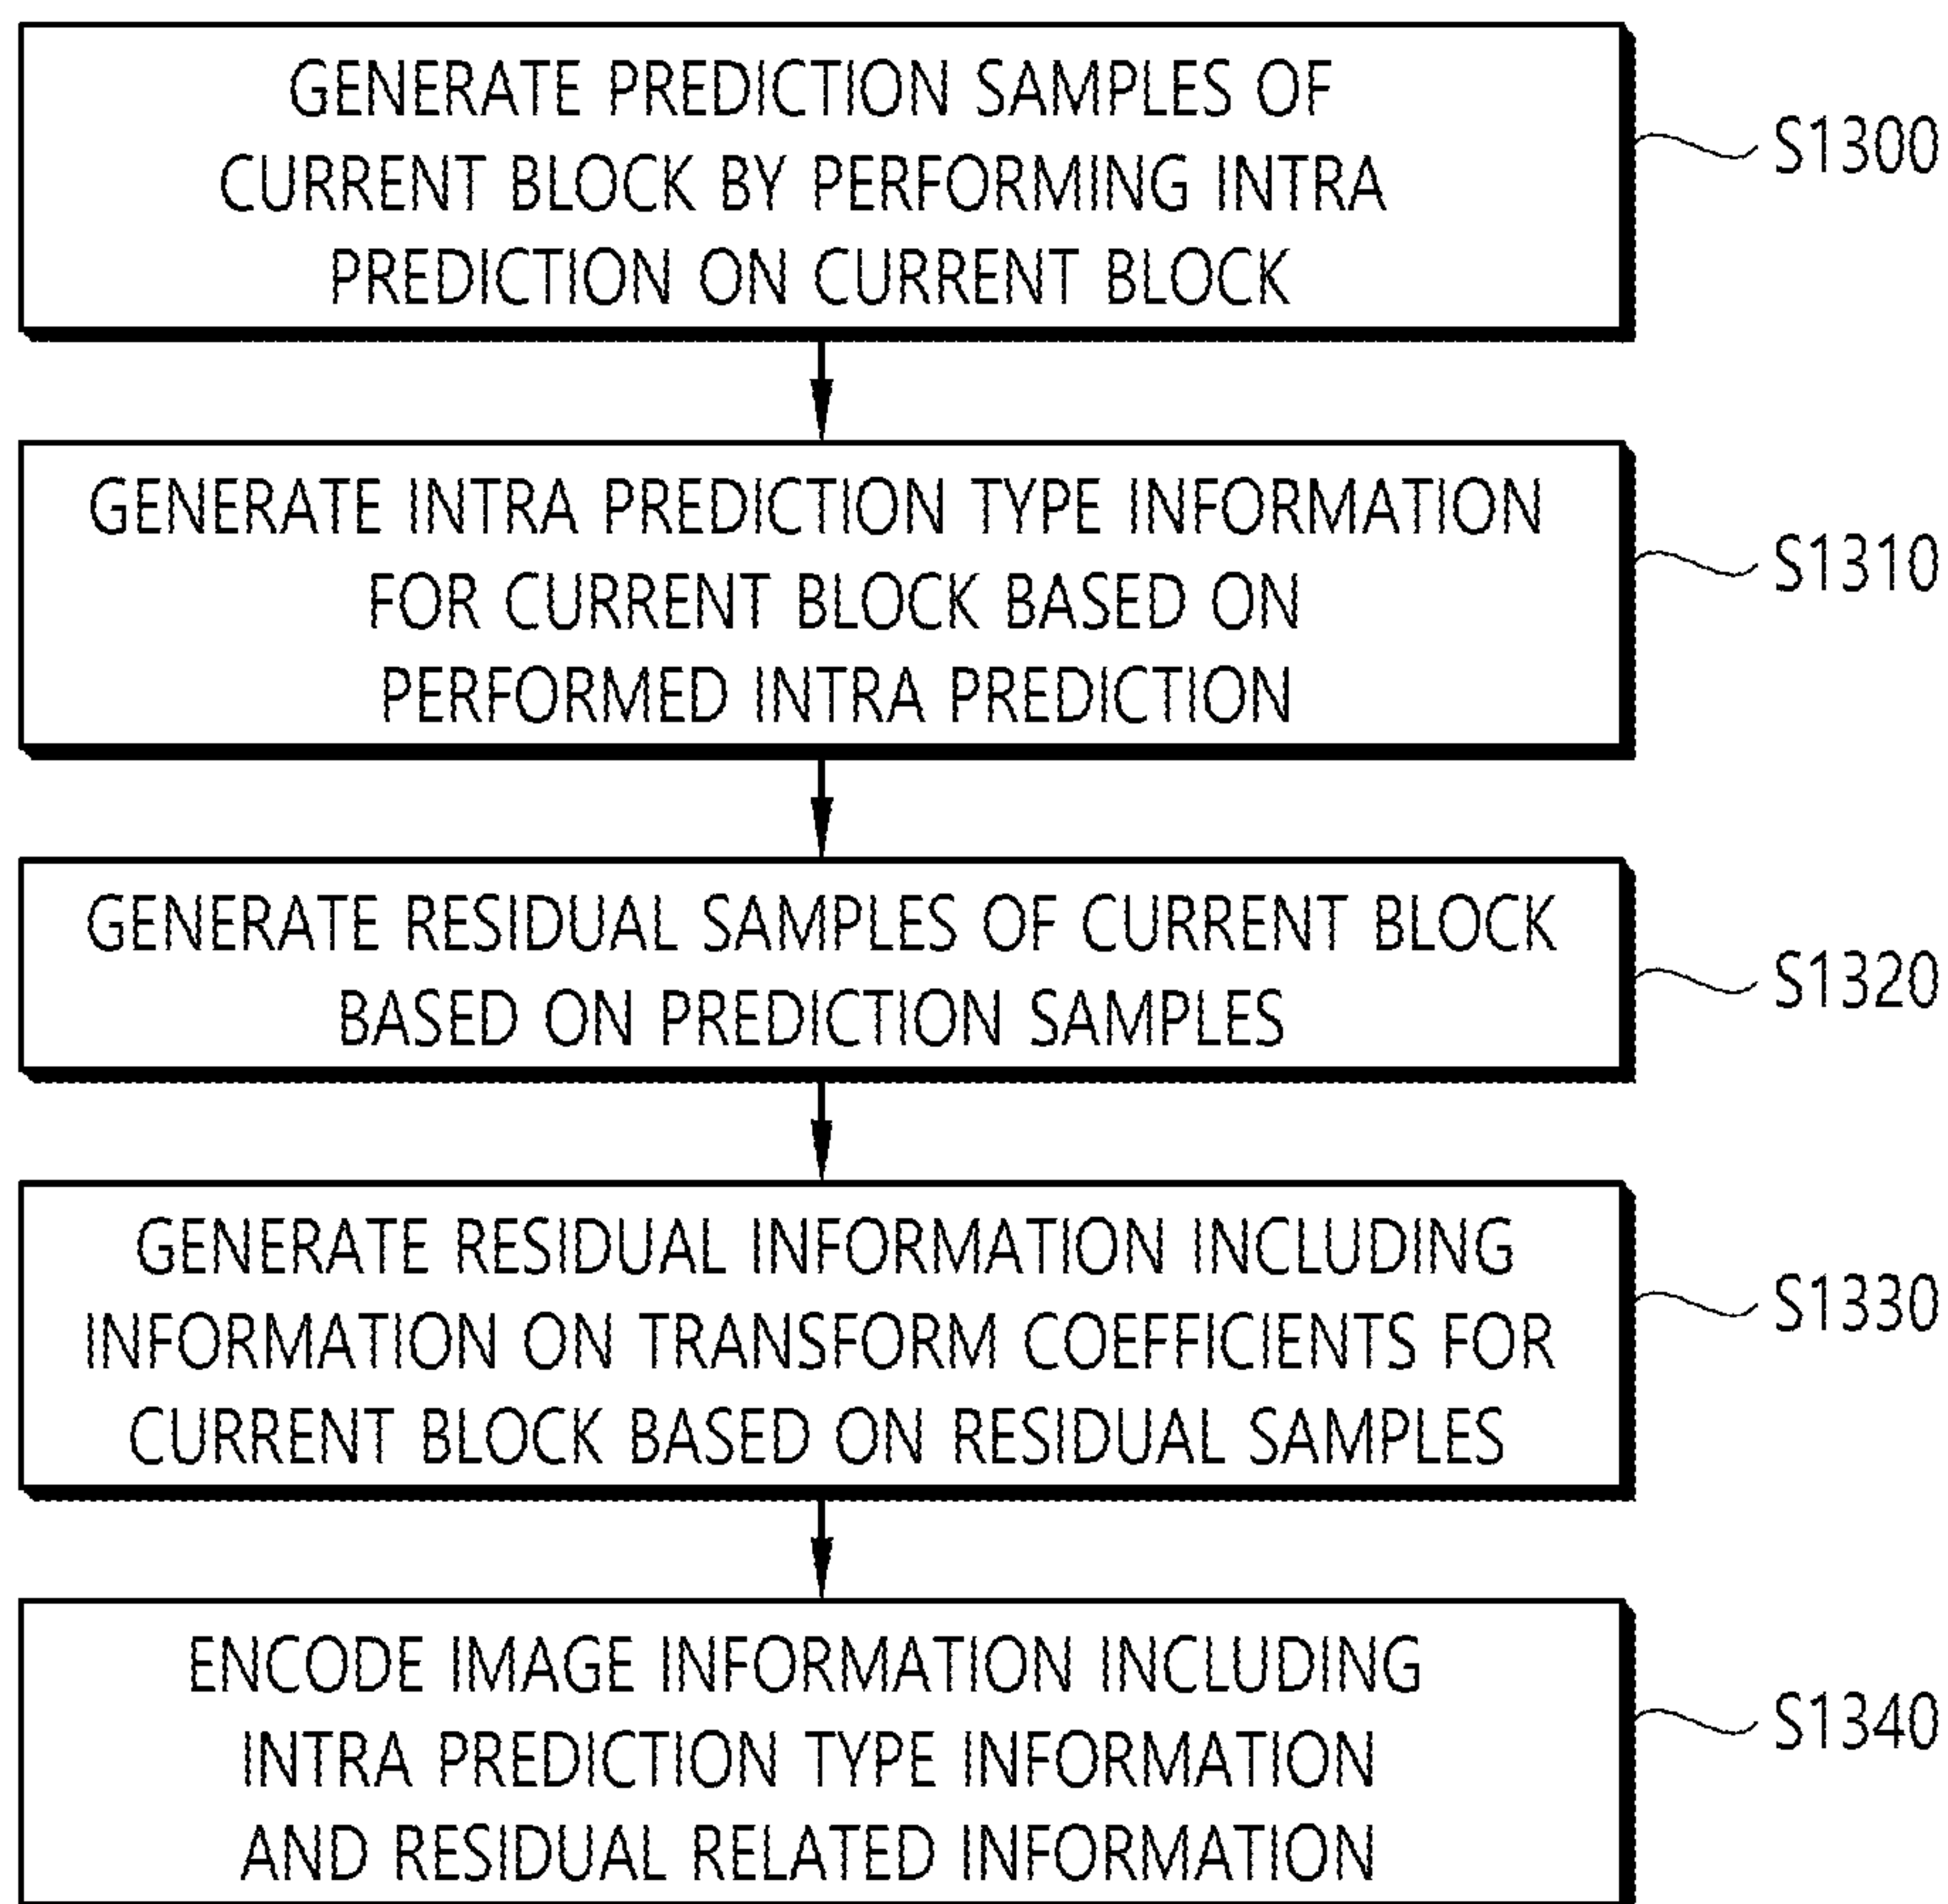 GENERATE PREDICTION SAMPLES OF
CURRENT BLOCK BY PERFORMING INTRA
PREDICTION ON CURRENT BLOCK
S1300
GENERATE INTRA PREDICTION TYPE INFORMATION
FOR CURRENT BLOCK BASED ON
PERFORMED INTRA PREDICTION
S1310
GENERATE RESIDUAL SAMPLES OF CURRENT BLOCK
BASED ON PREDICTION SAMPLES
S1320
GENERATE RESIDUAL INFORMATION INCLUDING
INFORMATION ON TRANSFORM COEFFICIENTS FOR
CURRENT BLOCK BASED ON RESIDUAL SAMPLES
S1330
ENCODE IMAGE INFORMATION INCLUDING
INTRA PREDICTION TYPE INFORMATION
AND RESIDUAL RELATED INFORMATION
S1340